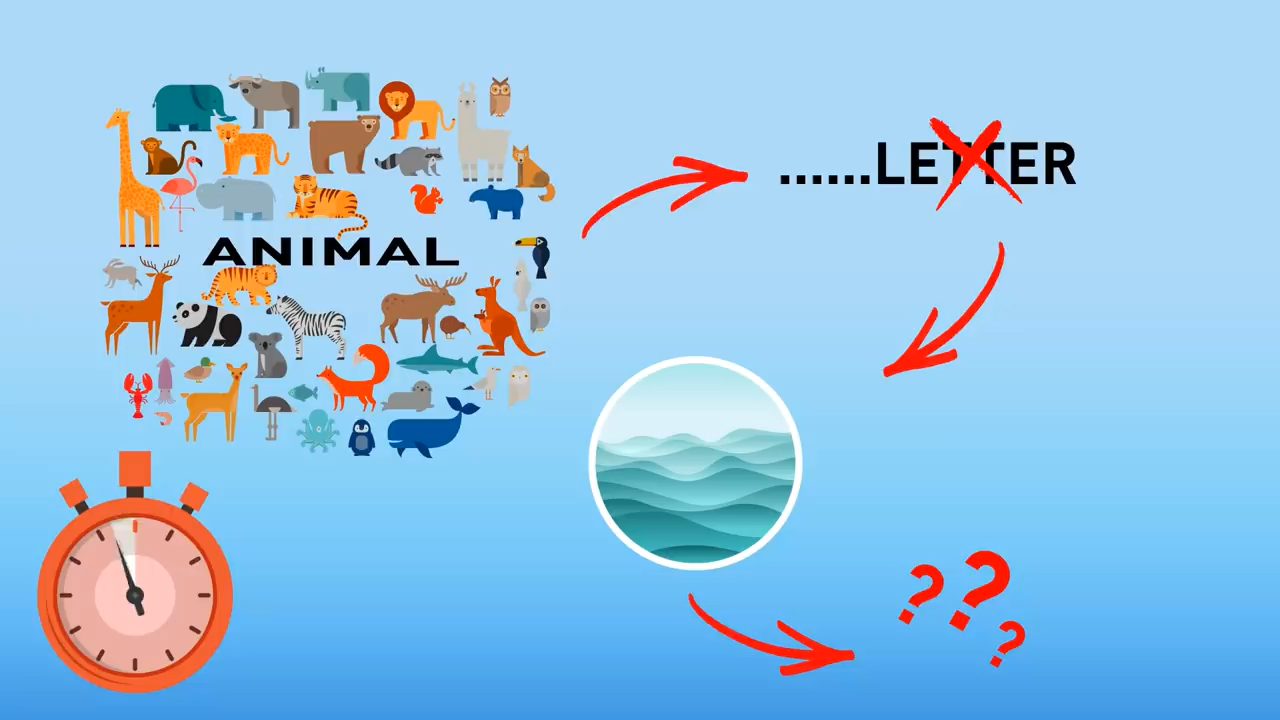 ......LETTER
ANIMAL
? ? ?